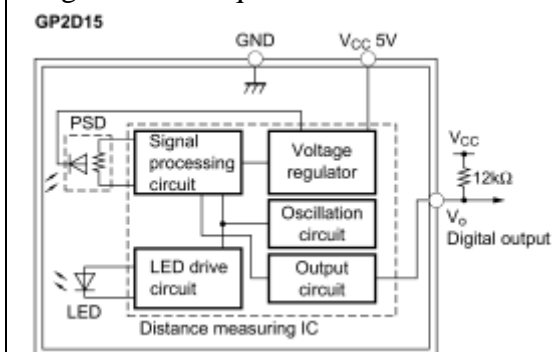 GP2D15
GND
VCC 5V
PSD
Signal
processing
circuit
Voltage
regulator
VCC
12kΩ
Oscillation
circuit
Vo
Digital output
LED drive
circuit
Output
circuit
LED
Distance measuring IC